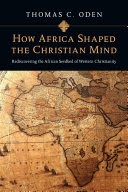 THOMAS C. ODEN
HOW AFRICA SHAPED
THE CHRISTIAN MIND
Rediscovering the African Seedbed of Western Christianity